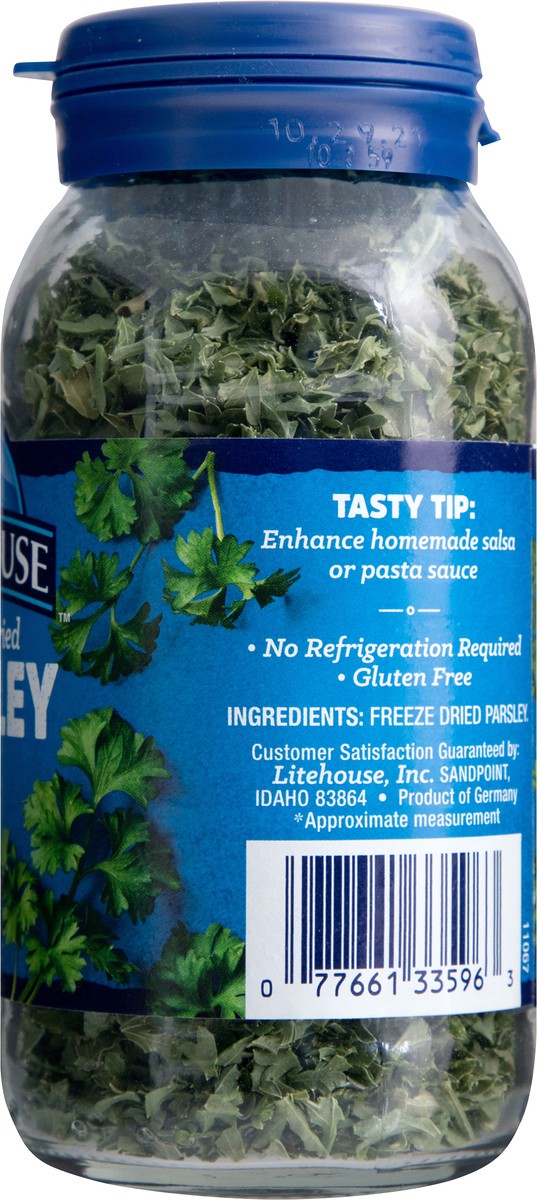 10.29.21
USE
™
ied
LEY
TASTY TIP:
Enhance homemade salsa
or pasta sauce
• No Refrigeration Required
• Gluten Free
INGREDIENTS: FREEZE DRIED PARSLEY.
Customer Satisfaction Guaranteed by:
Litehouse, Inc. SANDPOINT,
IDAHO 83864 • Product of Germany
*Approximate measurement
11067
0 77661 33596 3